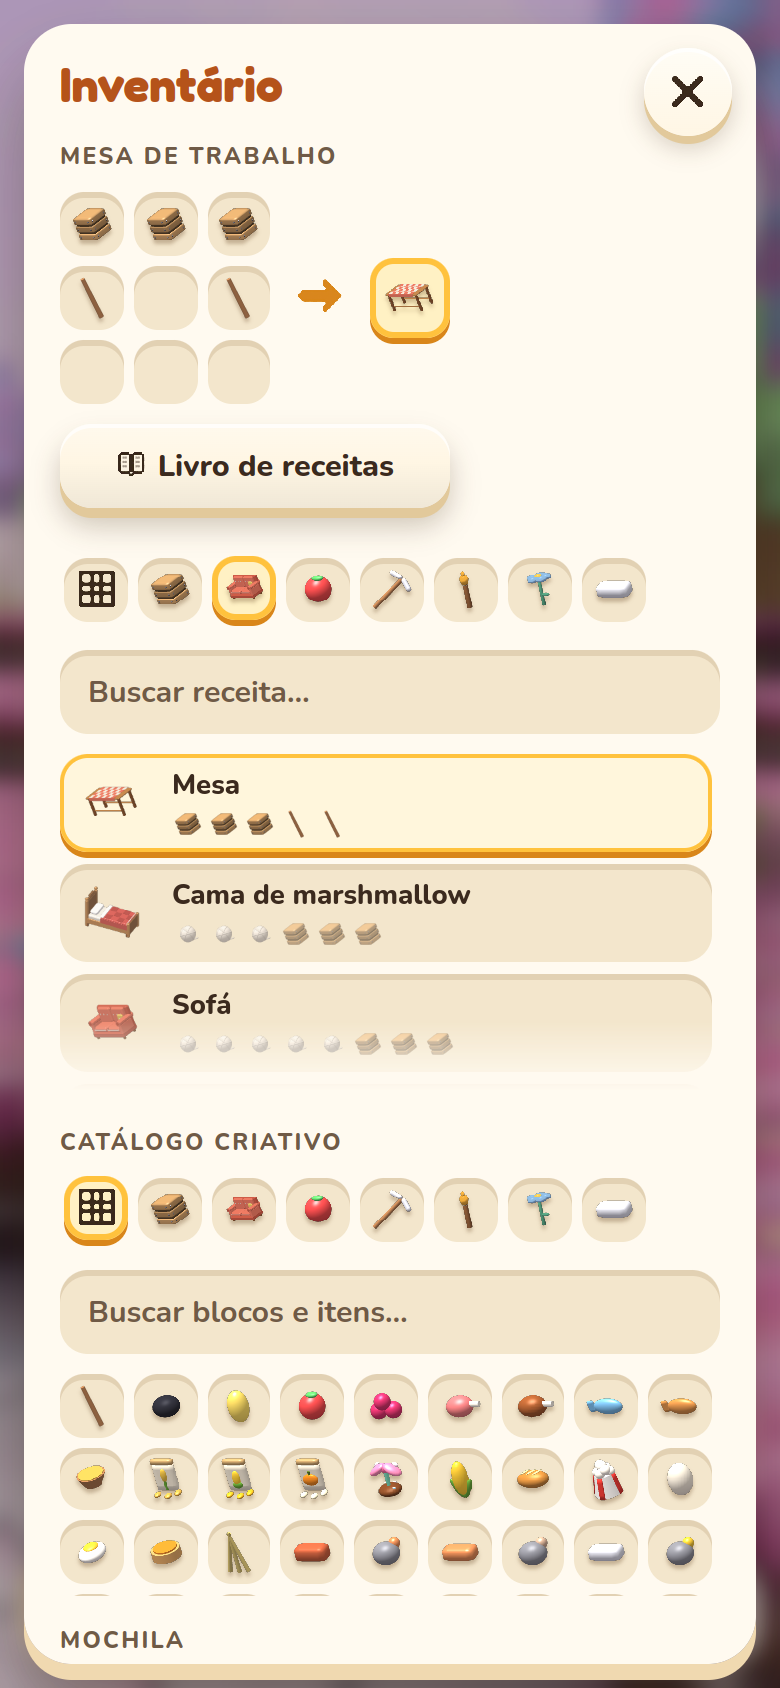 Inventário
MESA DE TRABALHO
Livro de receitas
Buscar receita...
Mesa
Cama de marshmallow
Sofá
CATÁLOGO CRIATIVO
Buscar blocos e itens...
MOCHILA